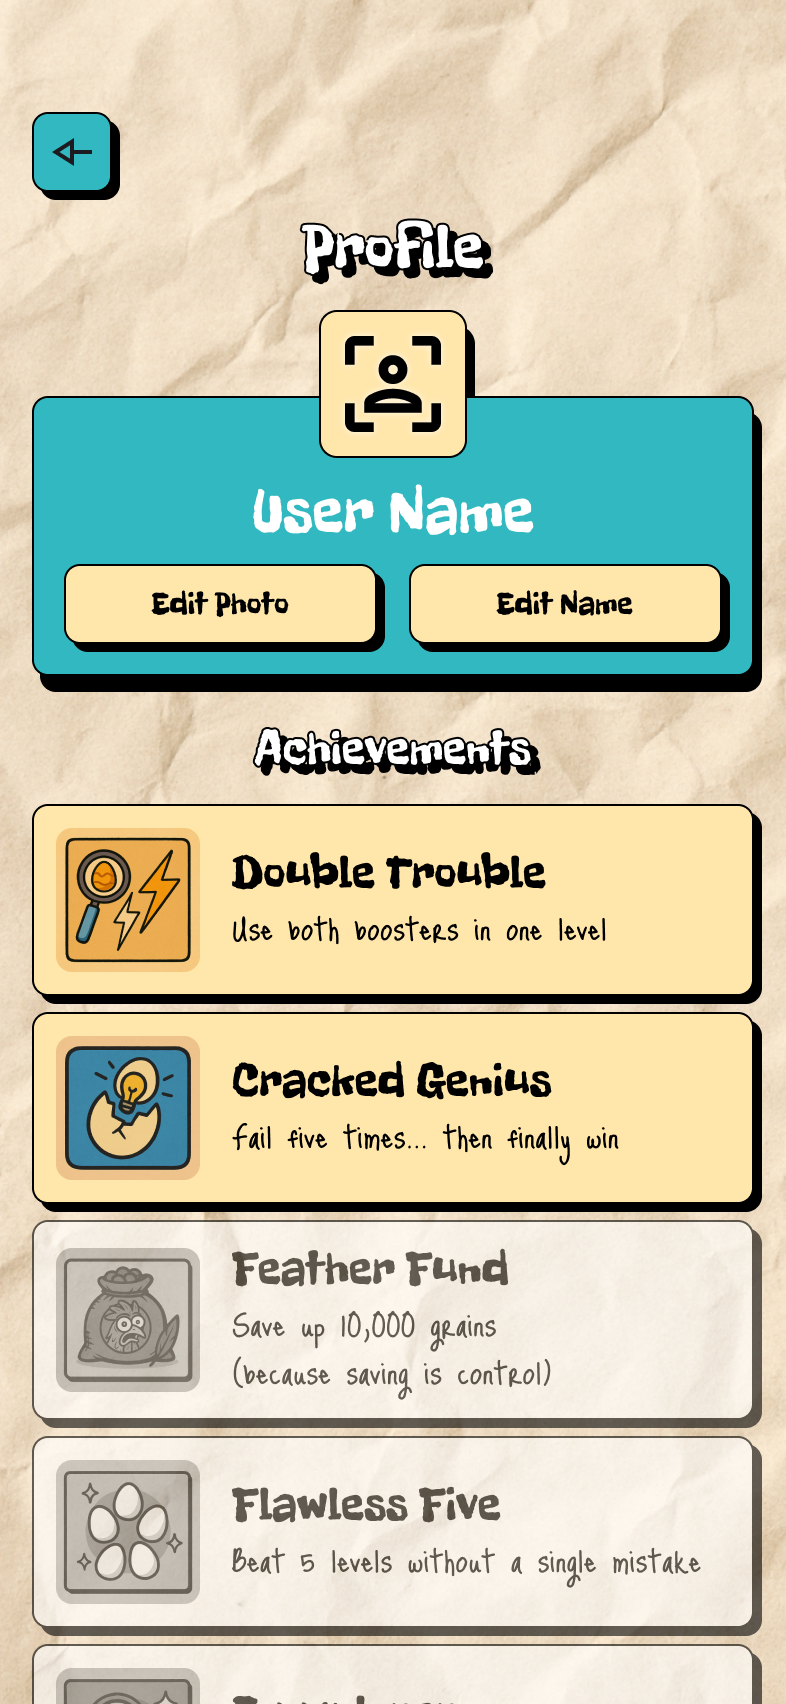 Profile
User Name
Edit Photo
Edit Name
Achievements
Double Trouble
Use both boosters in one level
Cracked Genius
Fail five times... then finally win
Feather Fund
Save up 10,000 grains
(because saving is control)
Flawless Five
Beat 5 levels without a single mistake